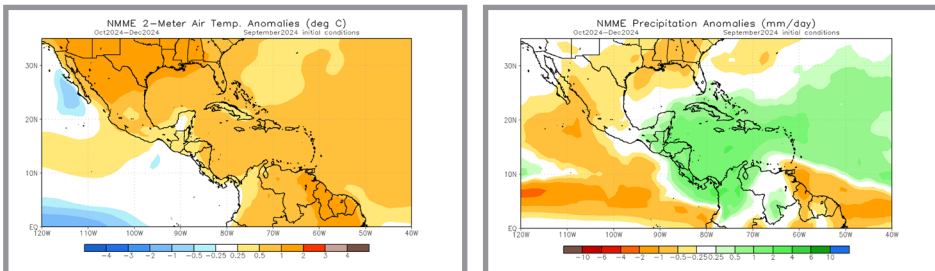 NMME 2-Meter Air Temp. Anomalies (deg C)
Oct2024-Dec2024 September2024 initial conditions
30N
20N
10N
EQ
120W 110W 100W 90W 80W 70W 60W 50W 40W
-4 -3 -2 -1 -0.5 -0.25 0.25 0.5 1 2 3 4
NMME Precipitation Anomalies (mm/day)
Oct2024-Dec2024 September2024 initial conditions
30N
20N
10N
EQ
120W 110W 100W 90W 80W 70W 60W 50W 40W
-10 -6 -4 -2 -1 -0.5 -0.25 0.25 0.5 1 2 4 6 10